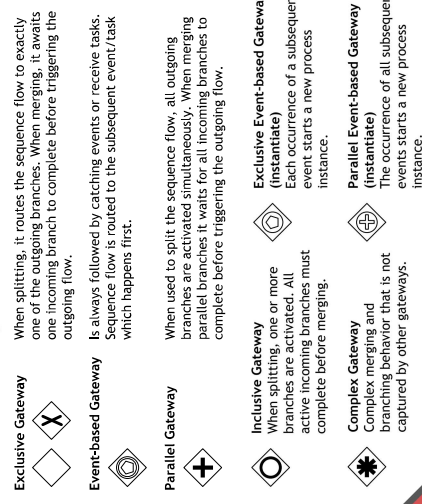 Exclusive Gateway
When splitting, it routes the sequence flow to exactly
one of the outgoing branches. When merging, it awaits
one incoming branch to complete before triggering the
outgoing flow.
Event-based Gateway
Is always followed by catching events or receive tasks.
Sequence flow is routed to the subsequent event/task
which happens first.
Parallel Gateway
When used to split the sequence flow, all outgoing
branches are activated simultaneously. When merging
parallel branches it waits for all incoming branches to
complete before triggering the outgoing flow.
Inclusive Gateway
When splitting, one or more
branches are activated. All
active incoming branches must
complete before merging.
Exclusive Event-based Gatewa
(instantiate)
Each occurrence of a subsequen
event starts a new process
instance.
Complex Gateway
Complex merging and
branching behavior that is not
captured by other gateways.
Parallel Event-based Gateway
(instantiate)
The occurrence of all subsequen
events starts a new process
instance.